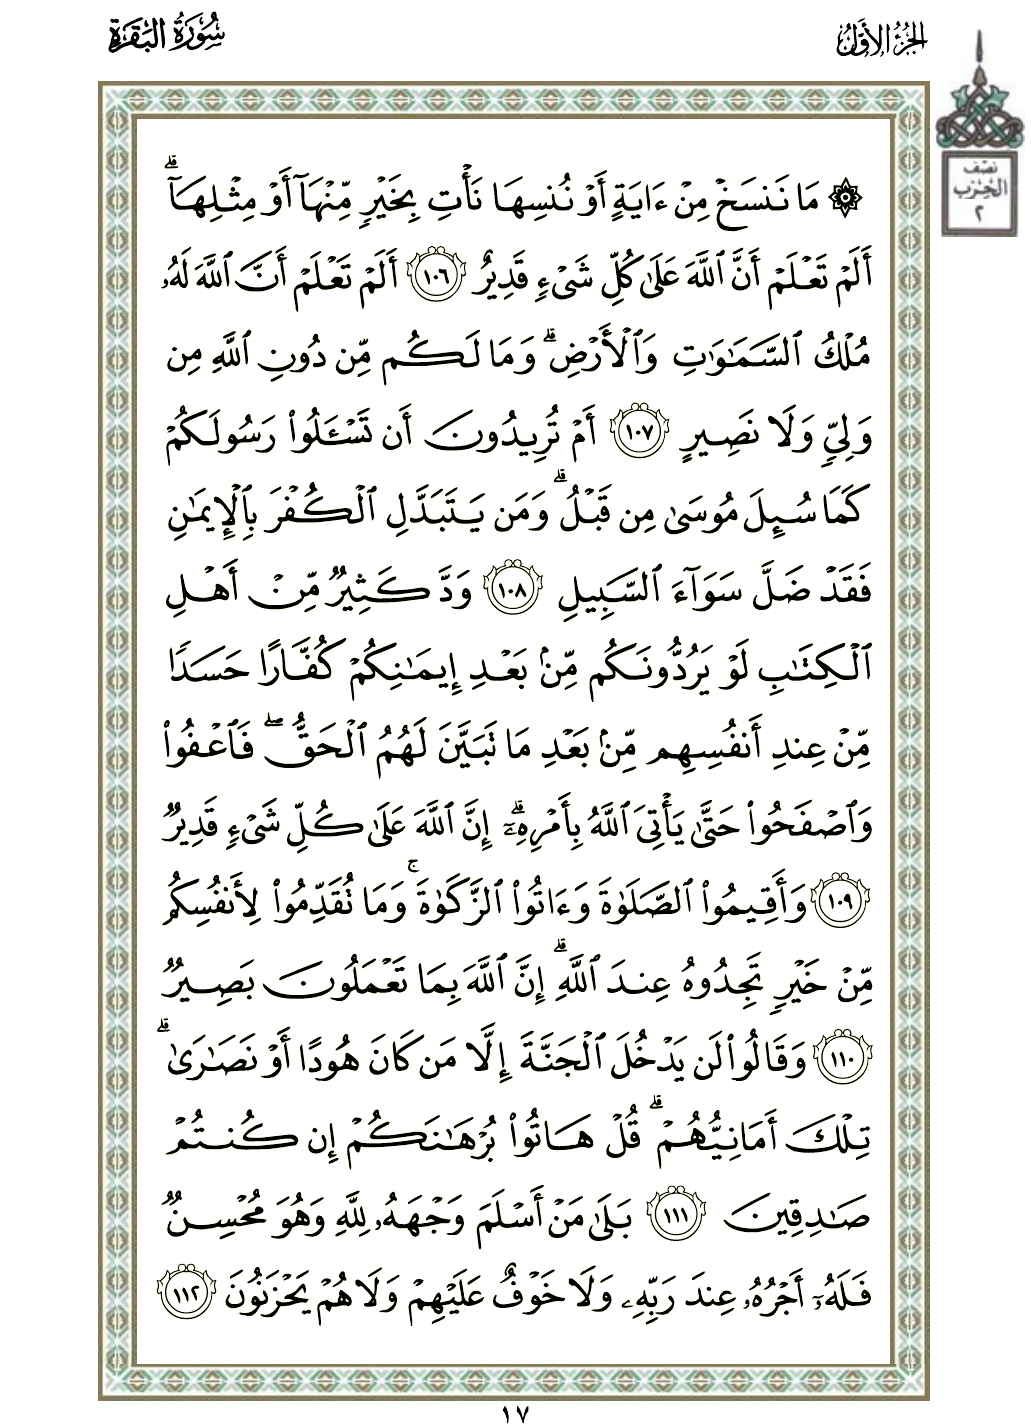 الجزء الأول
سورة البقرة
نصف
الحزب
٢
۞ مَا نَنسَخْ مِنْ ءَايَةٍ أَوْ نُنسِهَا نَأْتِ بِخَيْرٍ مِّنْهَآ أَوْ مِثْلِهَآ ۗ
أَلَمْ تَعْلَمْ أَنَّ ٱللَّهَ عَلَىٰ كُلِّ شَىْءٍ قَدِيرٌ ١٠٦ أَلَمْ تَعْلَمْ أَنَّ ٱللَّهَ لَهُۥ
مُلْكُ ٱلسَّمَـٰوَٰتِ وَٱلْأَرْضِ ۗ وَمَا لَكُم مِّن دُونِ ٱللَّهِ مِن
وَلِىٍّ وَلَا نَصِيرٍ ١٠٧ أَمْ تُرِيدُونَ أَن تَسْـَٔلُوا۟ رَسُولَكُمْ
كَمَا سُئِلَ مُوسَىٰ مِن قَبْلُ ۗ وَمَن يَتَبَدَّلِ ٱلْكُفْرَ بِٱلْإِيمَـٰنِ
فَقَدْ ضَلَّ سَوَآءَ ٱلسَّبِيلِ ١٠٨ وَدَّ كَثِيرٌ مِّنْ أَهْلِ
ٱلْكِتَـٰبِ لَوْ يَرُدُّونَكُم مِّنۢ بَعْدِ إِيمَـٰنِكُمْ كُفَّارًا حَسَدًا
مِّنْ عِندِ أَنفُسِهِم مِّنۢ بَعْدِ مَا تَبَيَّنَ لَهُمُ ٱلْحَقُّ ۖ فَٱعْفُوا۟
وَٱصْفَحُوا۟ حَتَّىٰ يَأْتِىَ ٱللَّهُ بِأَمْرِهِۦٓ ۗ إِنَّ ٱللَّهَ عَلَىٰ كُلِّ شَىْءٍ قَدِيرٌ
١٠٩ وَأَقِيمُوا۟ ٱلصَّلَوٰةَ وَءَاتُوا۟ ٱلزَّكَوٰةَ ۚ وَمَا تُقَدِّمُوا۟ لِأَنفُسِكُم
مِّنْ خَيْرٍ تَجِدُوهُ عِندَ ٱللَّهِ ۗ إِنَّ ٱللَّهَ بِمَا تَعْمَلُونَ بَصِيرٌ
١١٠ وَقَالُوا۟ لَن يَدْخُلَ ٱلْجَنَّةَ إِلَّا مَن كَانَ هُودًا أَوْ نَصَـٰرَىٰ ۗ
تِلْكَ أَمَانِيُّهُمْ ۗ قُلْ هَاتُوا۟ بُرْهَـٰنَكُمْ إِن كُنتُمْ
صَـٰدِقِينَ ١١١ بَلَىٰ مَنْ أَسْلَمَ وَجْهَهُۥ لِلَّهِ وَهُوَ مُحْسِنٌ
فَلَهُۥٓ أَجْرُهُۥ عِندَ رَبِّهِۦ وَلَا خَوْفٌ عَلَيْهِمْ وَلَا هُمْ يَحْزَنُونَ ١١٢
١٧